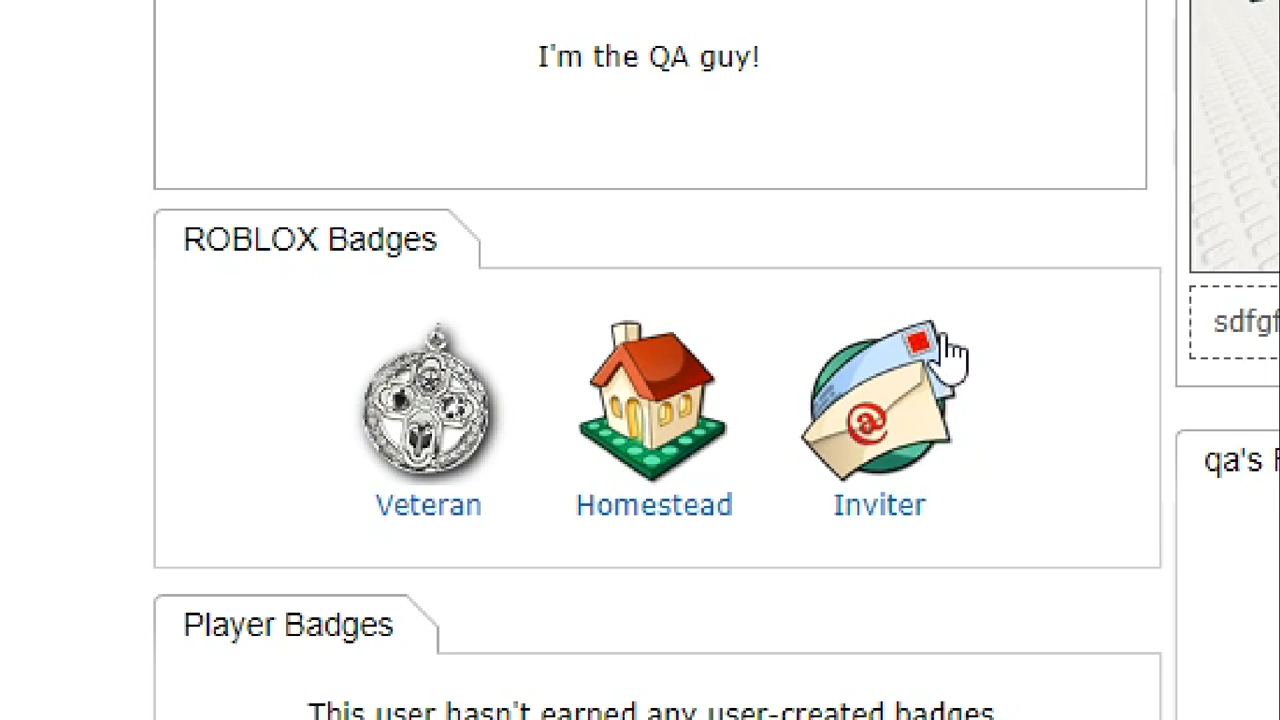 I'm the QA guy!
ROBLOX Badges
sdfgf
@
Veteran
Homestead
Inviter
qa's
Player Badges
This user hasn't earned any user-created badges